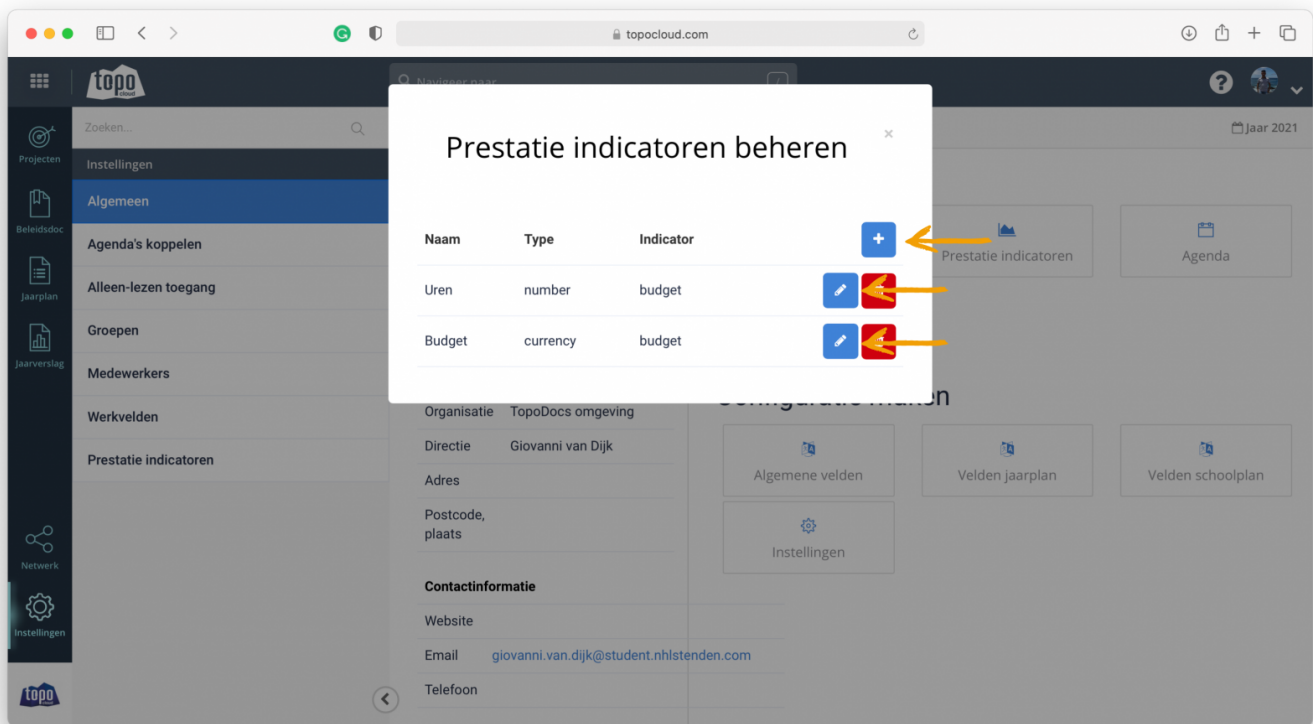 topocloud.com
topo
cloud
Navigeer naar
/
?
Projecten
Beleidsdoc
Jaarplan
Jaarverslag
Netwerk
Instellingen
topo
Zoeken...
Instellingen
Algemeen
Agenda's koppelen
Alleen-lezen toegang
Groepen
Medewerkers
Werkvelden
Prestatie indicatoren
Jaar 2021
Prestatie indicatoren beheren
×
Naam Type Indicator +
Uren number budget
Budget currency budget
Prestatie indicatoren
Agenda
Organisatie TopoDocs omgeving
Directie Giovanni van Dijk
Adres
Postcode,
plaats
Contactinformatie
Website
Email giovanni.van.dijk@student.nhlstenden.com
Telefoon
Algemene velden
Velden jaarplan
Velden schoolplan
Instellingen